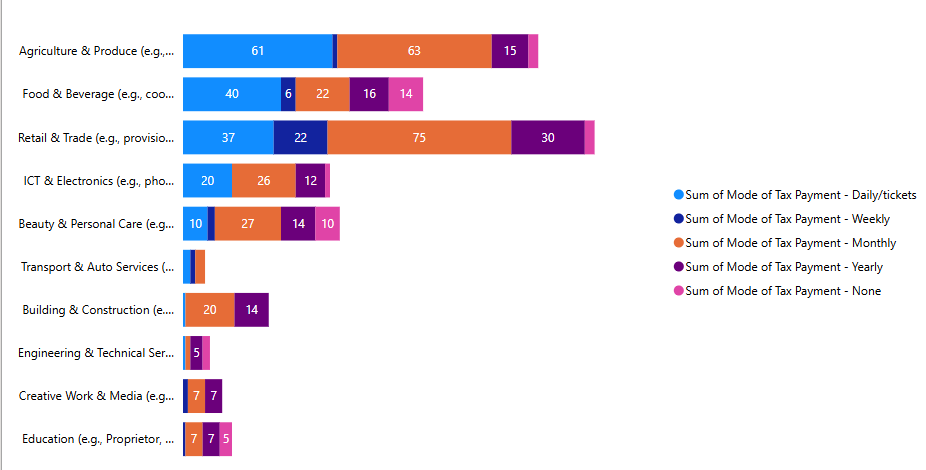 Agriculture & Produce (e.g.,... 61 63 15
Food & Beverage (e.g., coo... 40 6 22 16 14
Retail & Trade (e.g., provisio... 37 22 75 30
ICT & Electronics (e.g., pho... 20 26 12
Beauty & Personal Care (e.g... 10 27 14 10
Transport & Auto Services (...
Building & Construction (e.... 20 14
Engineering & Technical Ser... 5
Creative Work & Media (e.g... 7 7
Education (e.g., Proprietor, ... 7 7 5
Sum of Mode of Tax Payment - Daily/tickets
Sum of Mode of Tax Payment - Weekly
Sum of Mode of Tax Payment - Monthly
Sum of Mode of Tax Payment - Yearly
Sum of Mode of Tax Payment - None